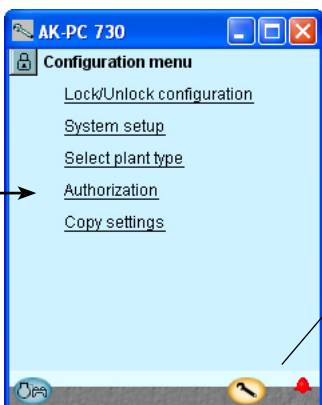 AK-PC 730
Configuration menu
Lock/Unlock configuration
System setup
Select plant type
Authorization
Copy settings